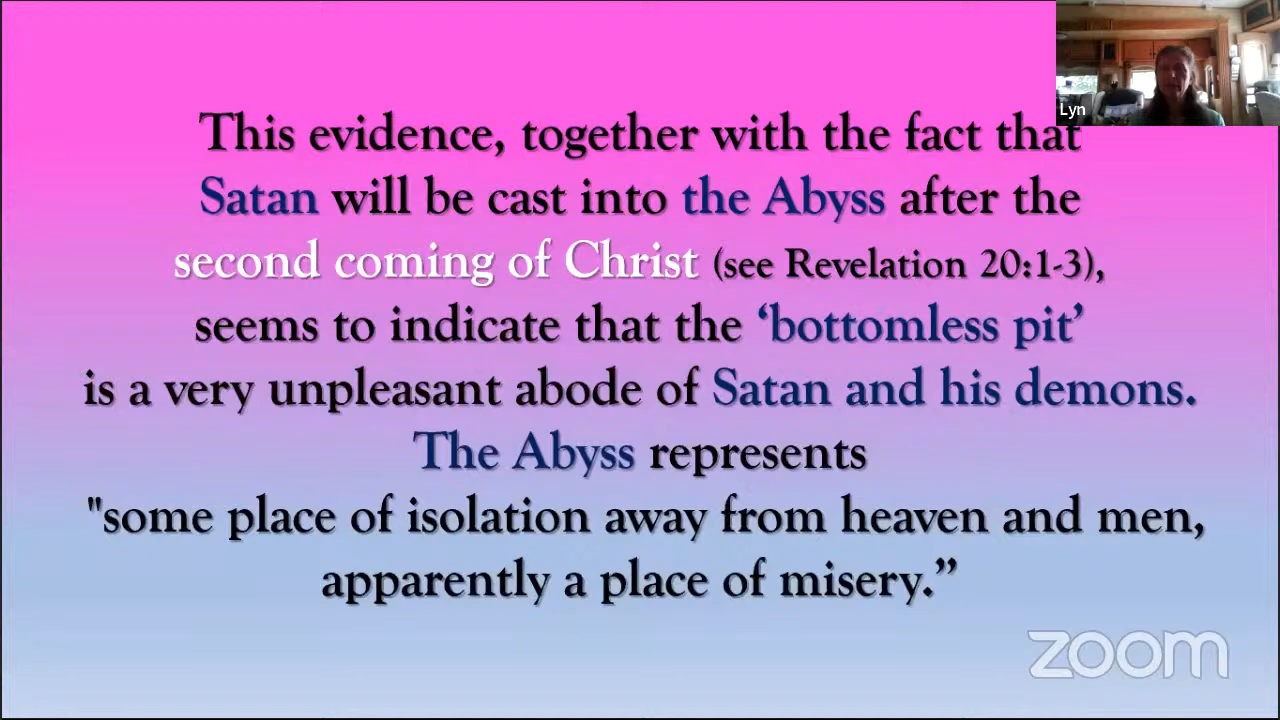 Lyn
This evidence, together with the fact that
Satan will be cast into the Abyss after the
second coming of Christ (see Revelation 20:1-3),
seems to indicate that the ‘bottomless pit’
is a very unpleasant abode of Satan and his demons.
The Abyss represents
"some place of isolation away from heaven and men,
apparently a place of misery.”
zoom